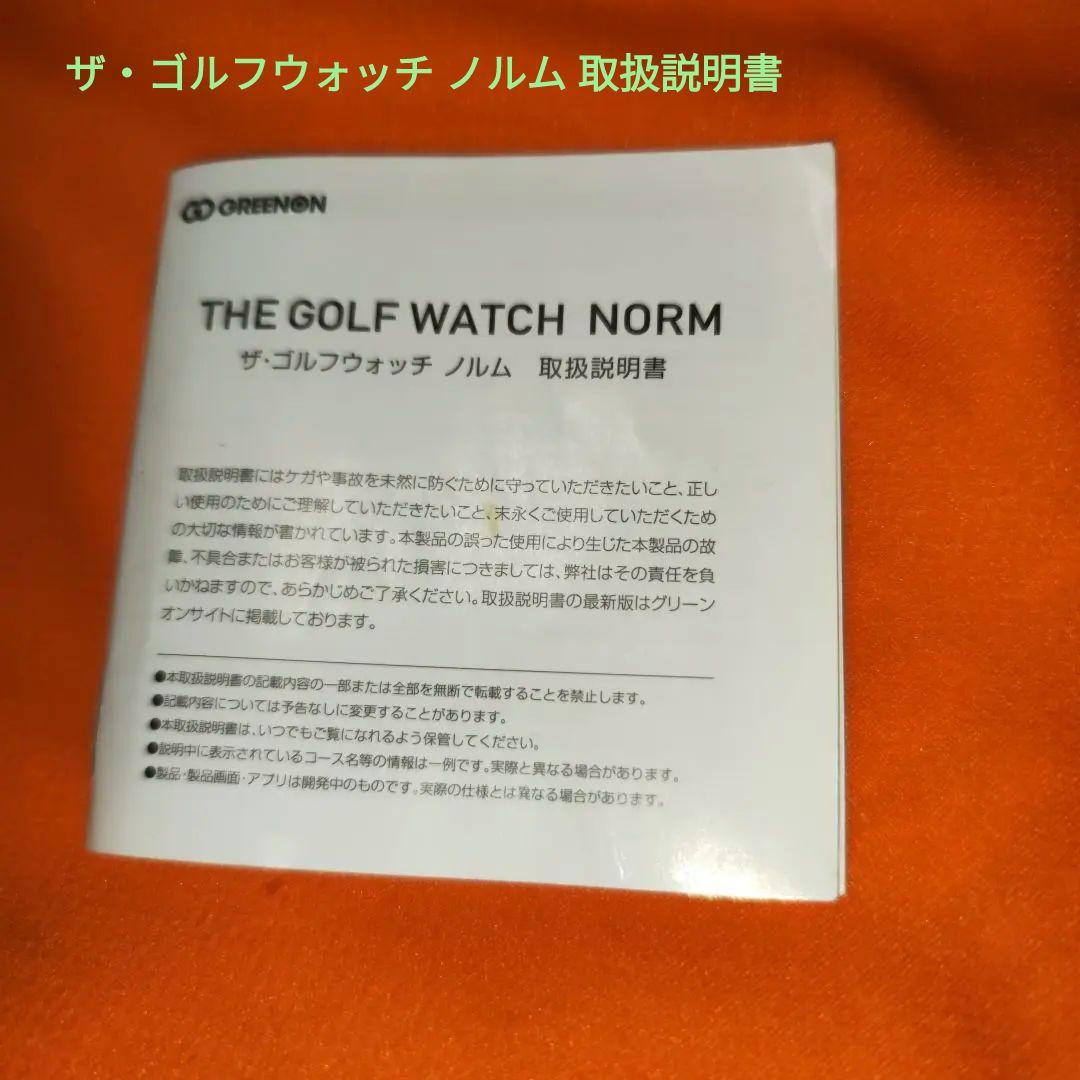 ザ・ゴルフウォッチ ノルム 取扱説明書
GREENON
THE GOLF WATCH NORM
ザ・ゴルフウォッチ ノルム 取扱説明書
取扱説明書にはケガや事故を未然に防ぐために守っていただきたいこと、正し
い使用のためにご理解していただきたいこと、末永くご使用していただくため
の大切な情報が書かれています。本製品の誤った使用により生じた本製品の故
障、不具合またはお客様が被られた損害につきましては、弊社はその責任を負
いかねますので、あらかじめご了承ください。取扱説明書の最新版はグリーン
オンサイトに掲載しております。
●本取扱説明書の記載内容の一部または全部を無断で転載することを禁止します。
●記載内容については予告なしに変更することがあります。
●本取扱説明書は、いつでもご覧になれるよう保管してください。
●説明中に表示されているコース名等の情報は一例です。実際と異なる場合があります。
●製品・製品画面・アプリは開発中のものです。実際の仕様とは異なる場合があります。